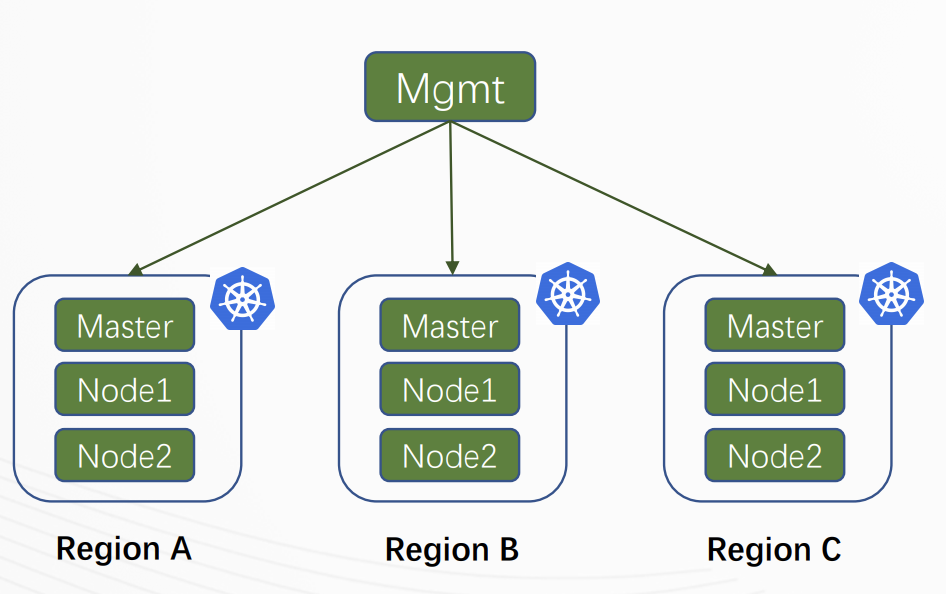 Mgmt
Master
Node1
Node2
Region A
Master
Node1
Node2
Region B
Master
Node1
Node2
Region C